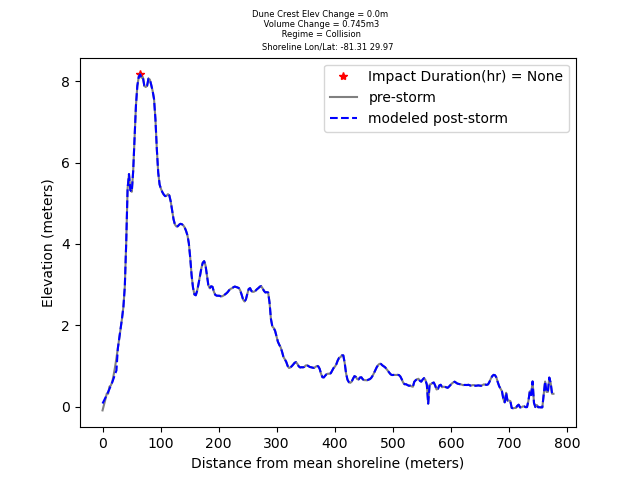 Dune Crest Elev Change = 0.0m
Volume Change = 0.745m3
Regime = Collision
Shoreline Lon/Lat: -81.31 29.97
Impact Duration(hr) = None
pre-storm
modeled post-storm
Elevation (meters)
8
6
4
2
0
0 100 200 300 400 500 600 700 800
Distance from mean shoreline (meters)